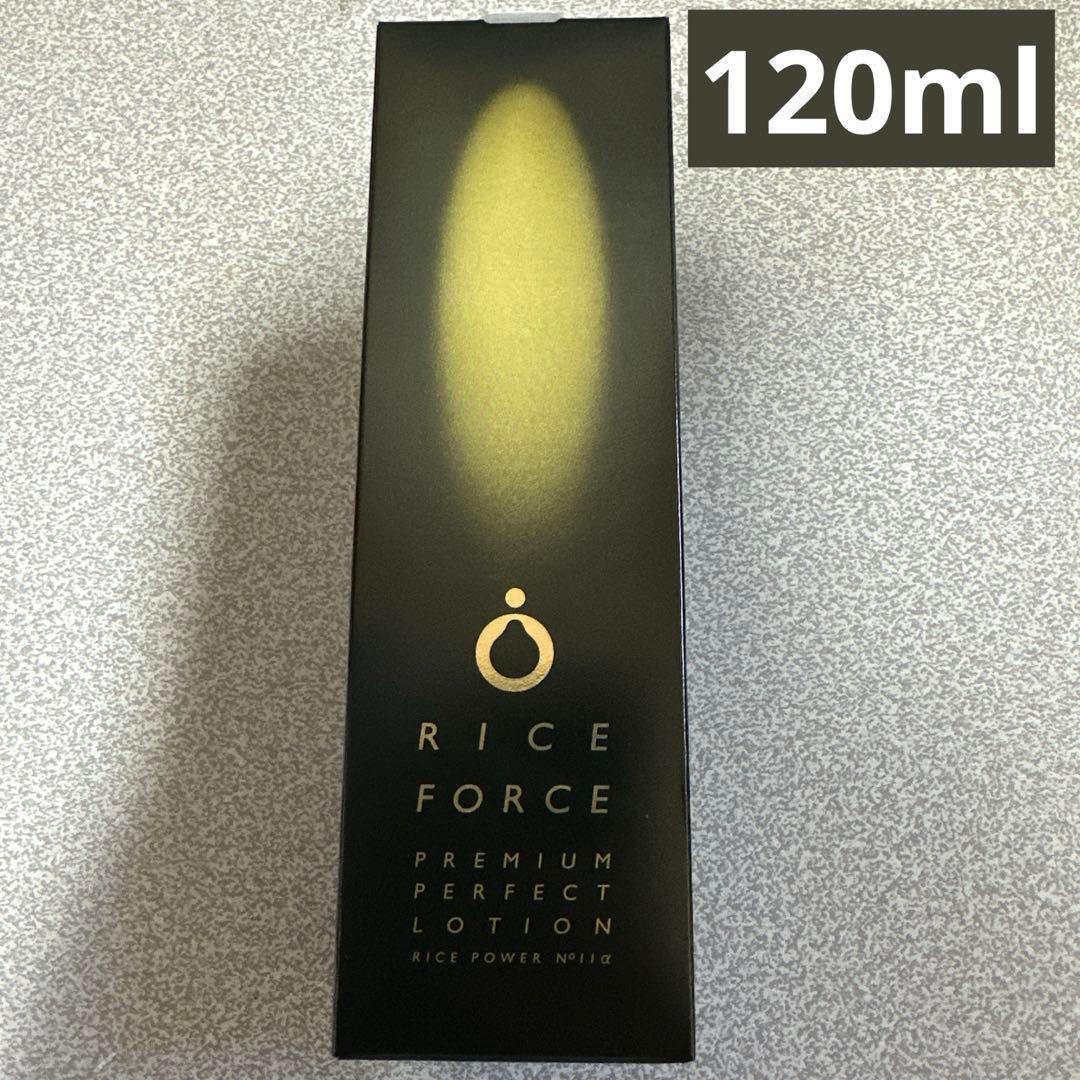 120ml
RICE
FORCE
PREMIUM
PERFECT
LOTION
RICE POWER Nº11α